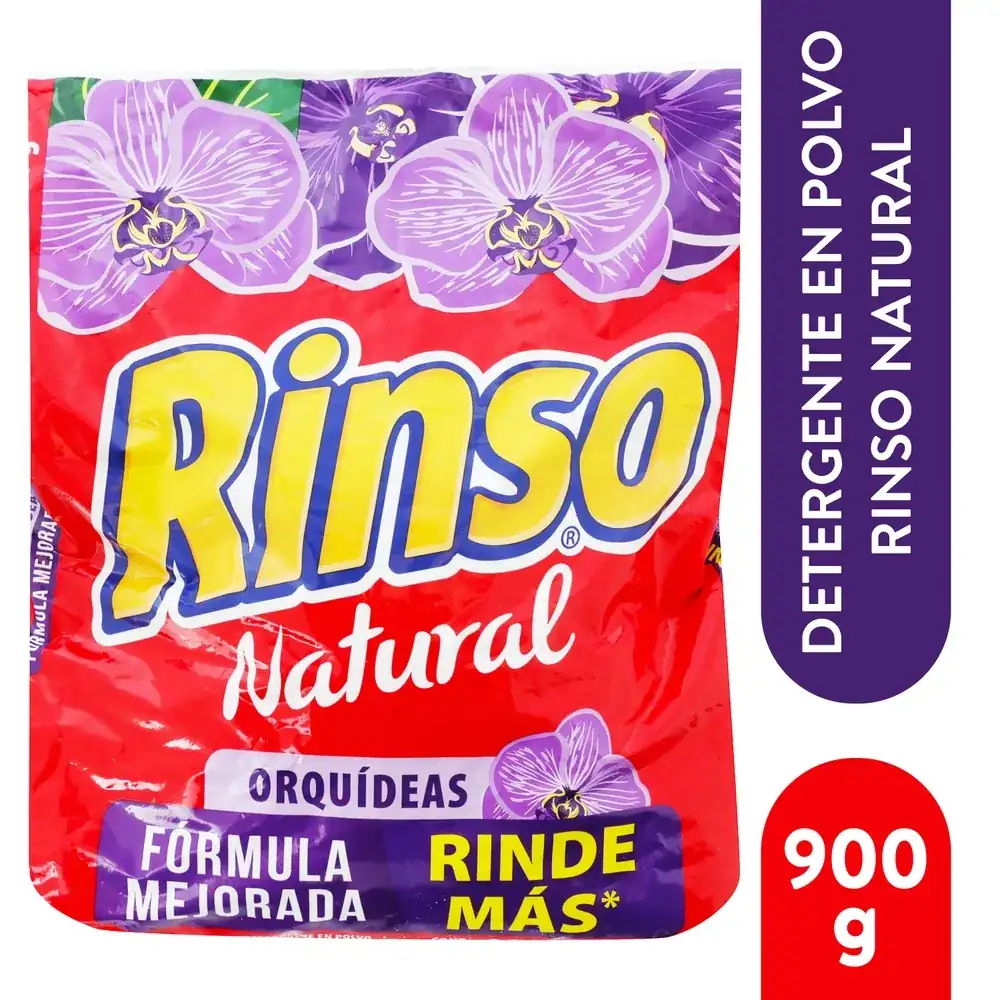 Rinso
®
Natural
ORQUÍDEAS
FÓRMULA
MEJORADA
RINDE
MÁS*
DETERGENTE EN POLVO
RINSO NATURAL
900
g